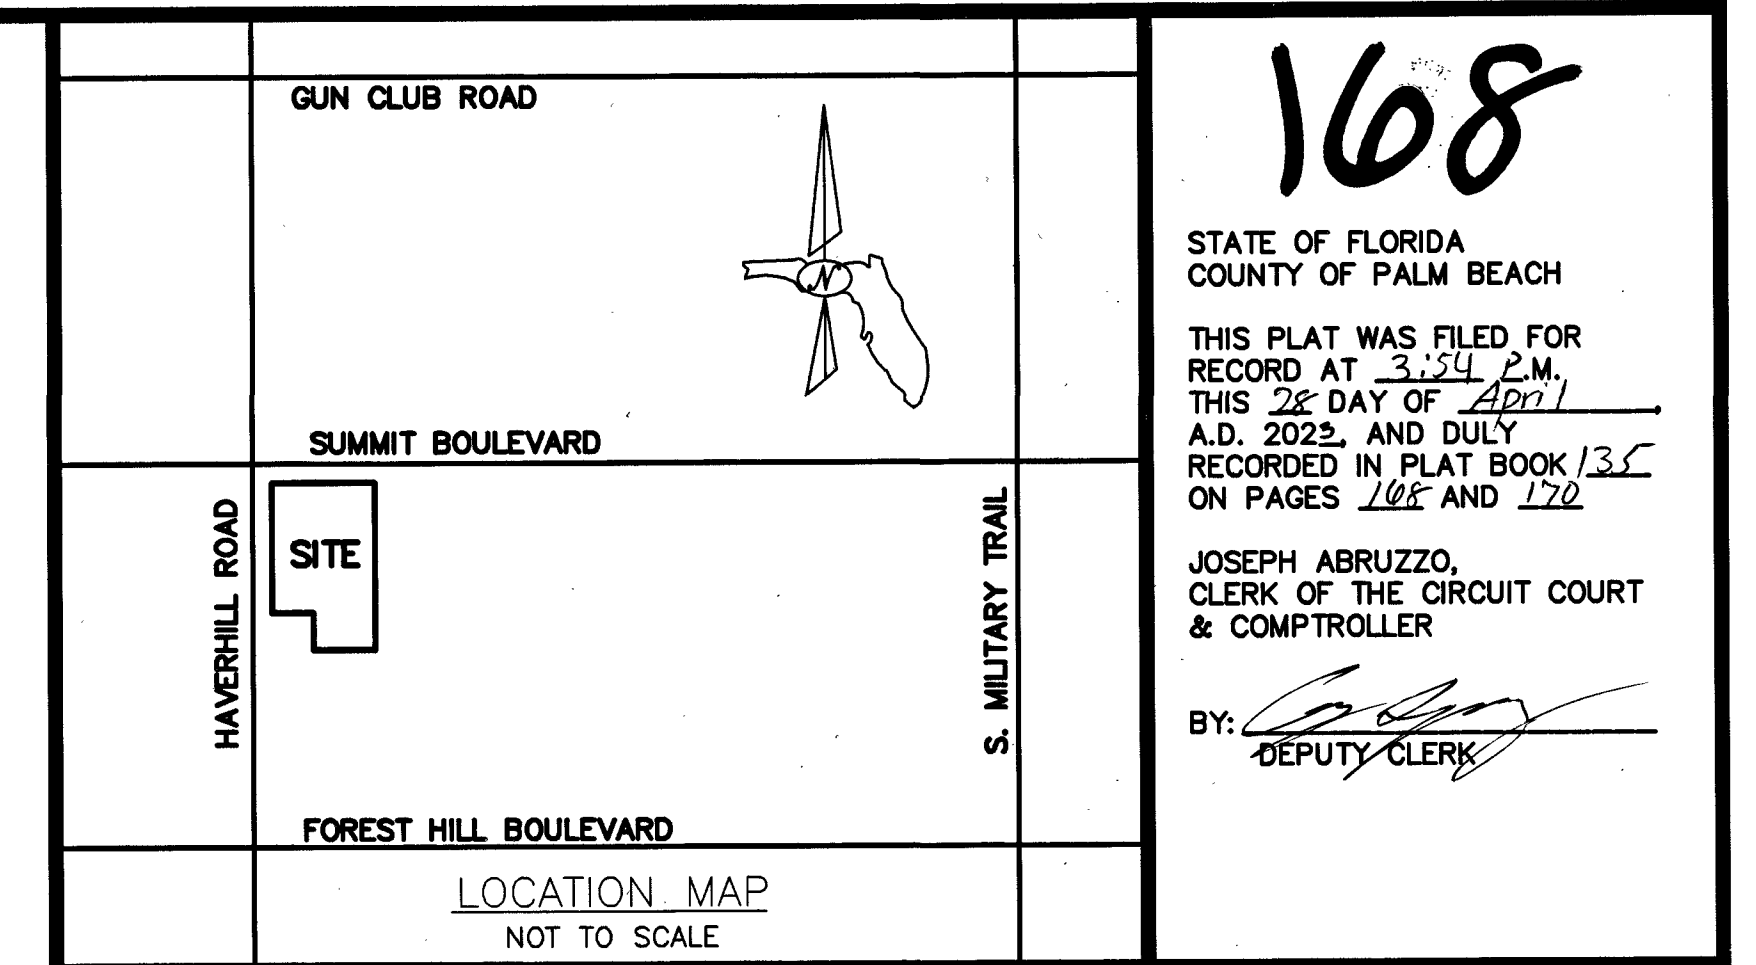 GUN CLUB ROAD
N
SUMMIT BOULEVARD
HAVERHILL ROAD
SITE
S. MILITARY TRAIL
FOREST HILL BOULEVARD
LOCATION MAP
NOT TO SCALE
168
STATE OF FLORIDA
COUNTY OF PALM BEACH
THIS PLAT WAS FILED FOR
RECORD AT 3:54 P.M.
THIS 28 DAY OF April,
A.D. 2023, AND DULY
RECORDED IN PLAT BOOK 135
ON PAGES 168 AND 170
JOSEPH ABRUZZO,
CLERK OF THE CIRCUIT COURT
& COMPTROLLER
BY:
DEPUTY CLERK